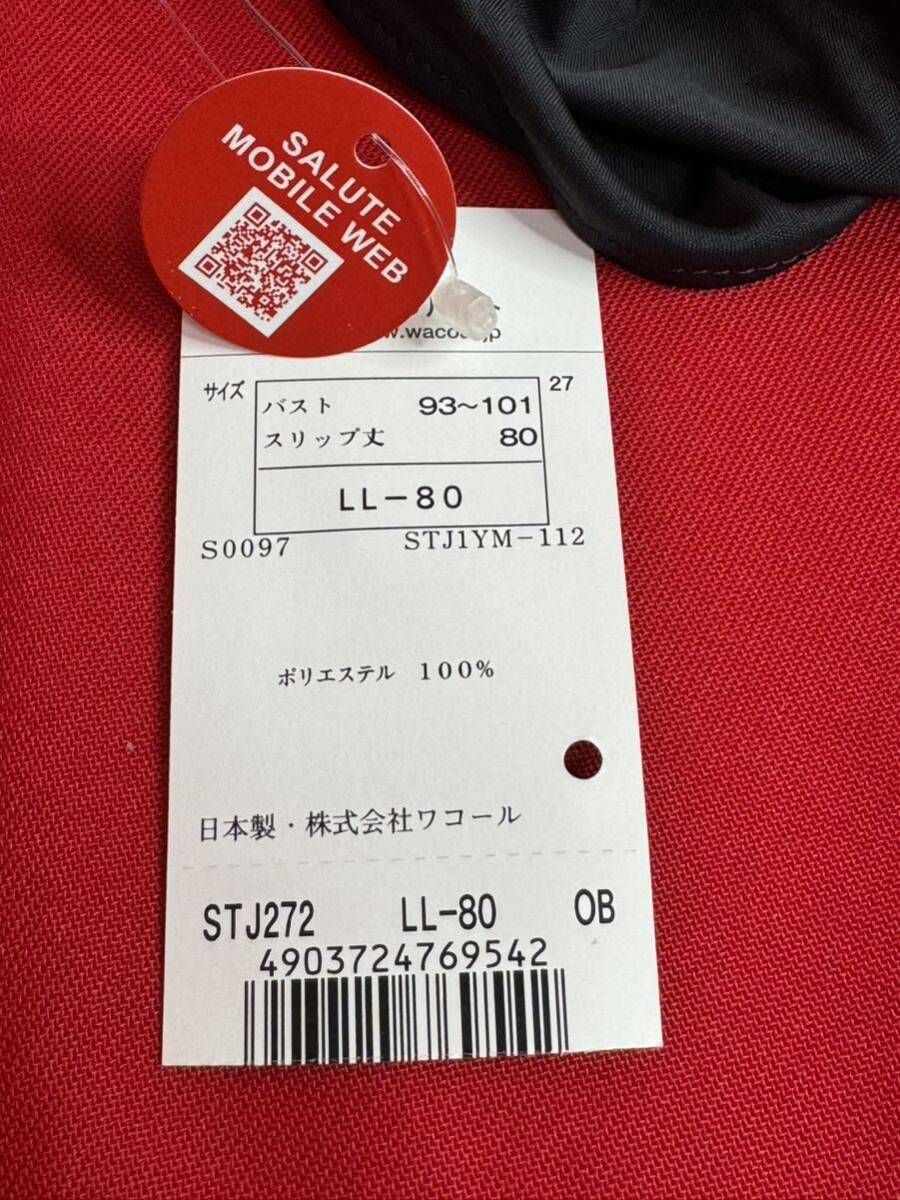 SALUTE
MOBILE WEB
サイズ
27
バスト 93~101
スリップ丈 80
LL-80
S0097 STJ1YM-112
ポリエステル 100%
日本製・株式会社ワコール
STJ272 LL-80 OB
4903724769542